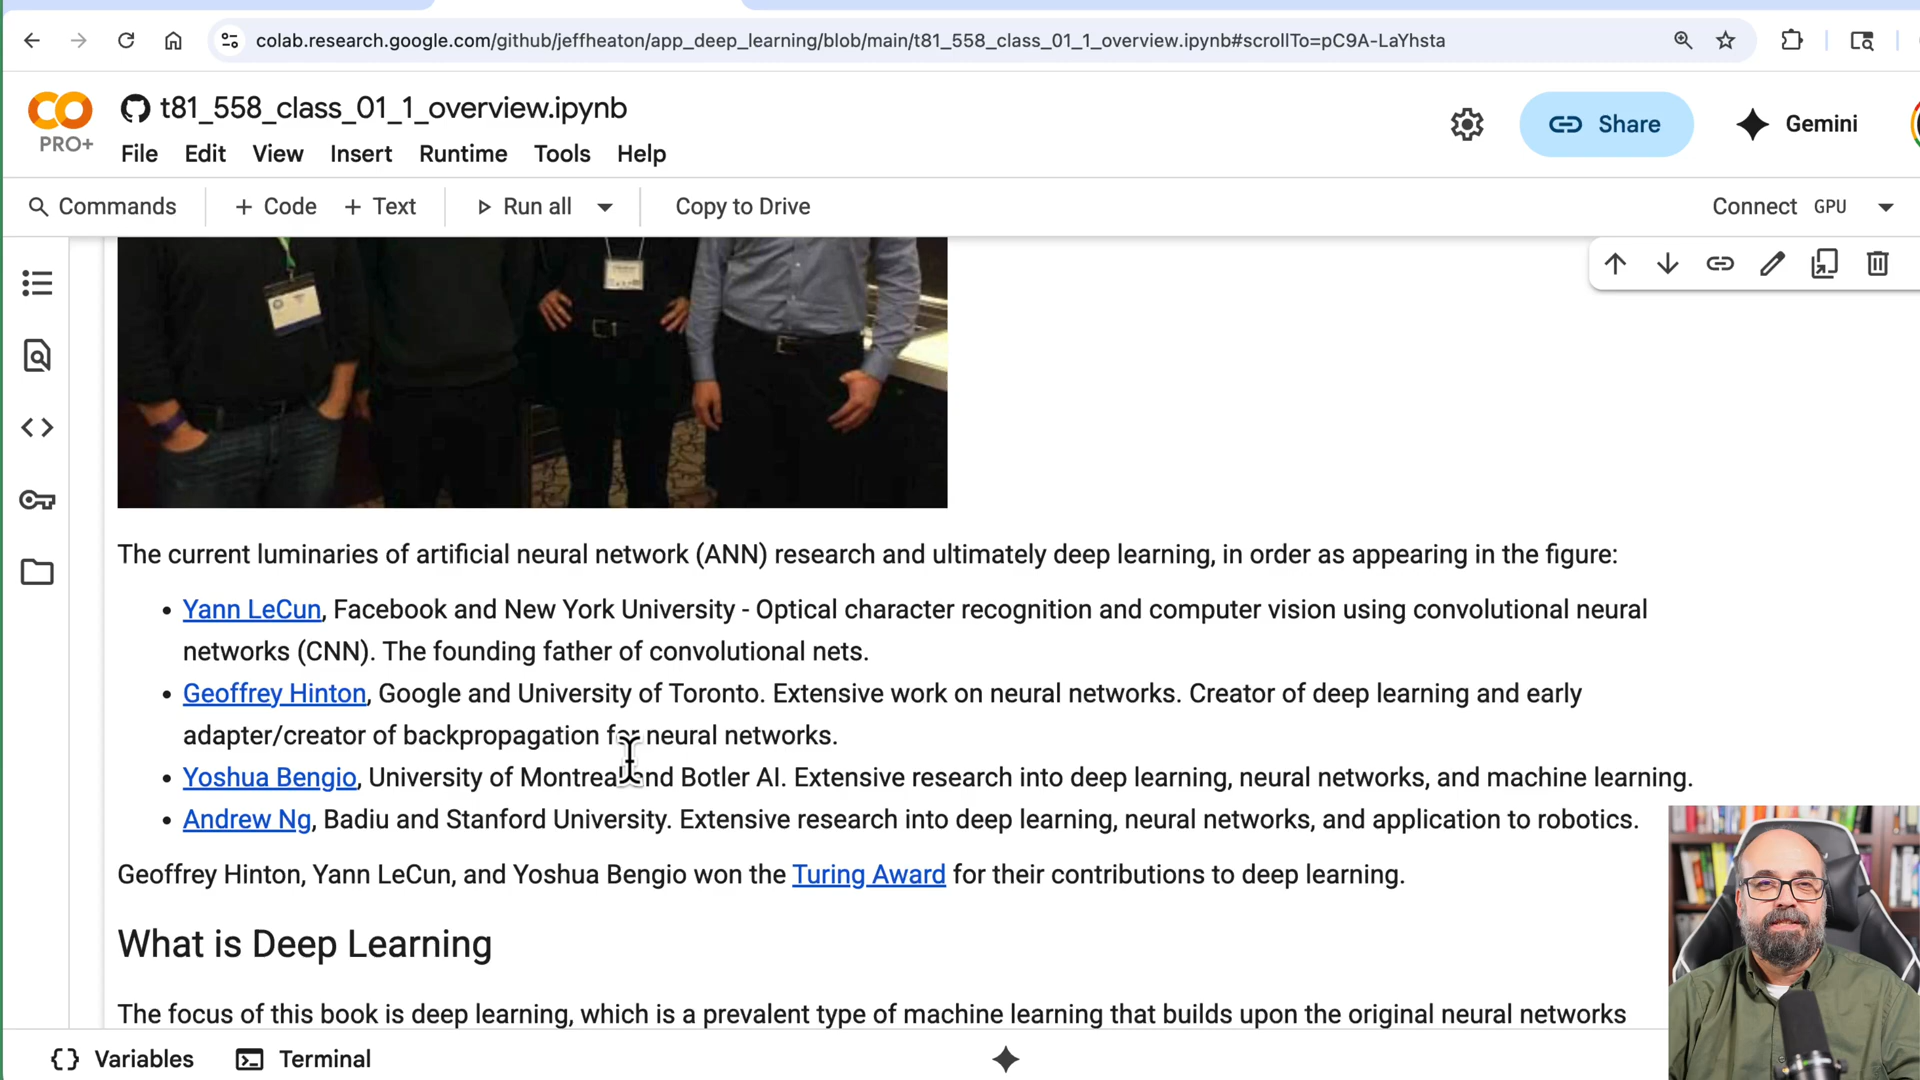 colab.research.google.com/github/jeffheaton/app_deep_learning/blob/main/t81_558_class_01_1_overview.ipynb#scrollTo=pC9A-LaYhsta
t81_558_class_01_1_overview.ipynb
PRO+
File Edit View Insert Runtime Tools Help
Share
Gemini
Commands + Code + Text Run all Copy to Drive Connect GPU
The current luminaries of artificial neural network (ANN) research and ultimately deep learning, in order as appearing in the figure:
• Yann LeCun, Facebook and New York University - Optical character recognition and computer vision using convolutional neural
networks (CNN). The founding father of convolutional nets.
• Geoffrey Hinton, Google and University of Toronto. Extensive work on neural networks. Creator of deep learning and early
adapter/creator of backpropagation for neural networks.
• Yoshua Bengio, University of Montreal and Botler AI. Extensive research into deep learning, neural networks, and machine learning.
• Andrew Ng, Badiu and Stanford University. Extensive research into deep learning, neural networks, and application to robotics.
Geoffrey Hinton, Yann LeCun, and Yoshua Bengio won the Turing Award for their contributions to deep learning.
What is Deep Learning
The focus of this book is deep learning, which is a prevalent type of machine learning that builds upon the original neural networks
Variables Terminal